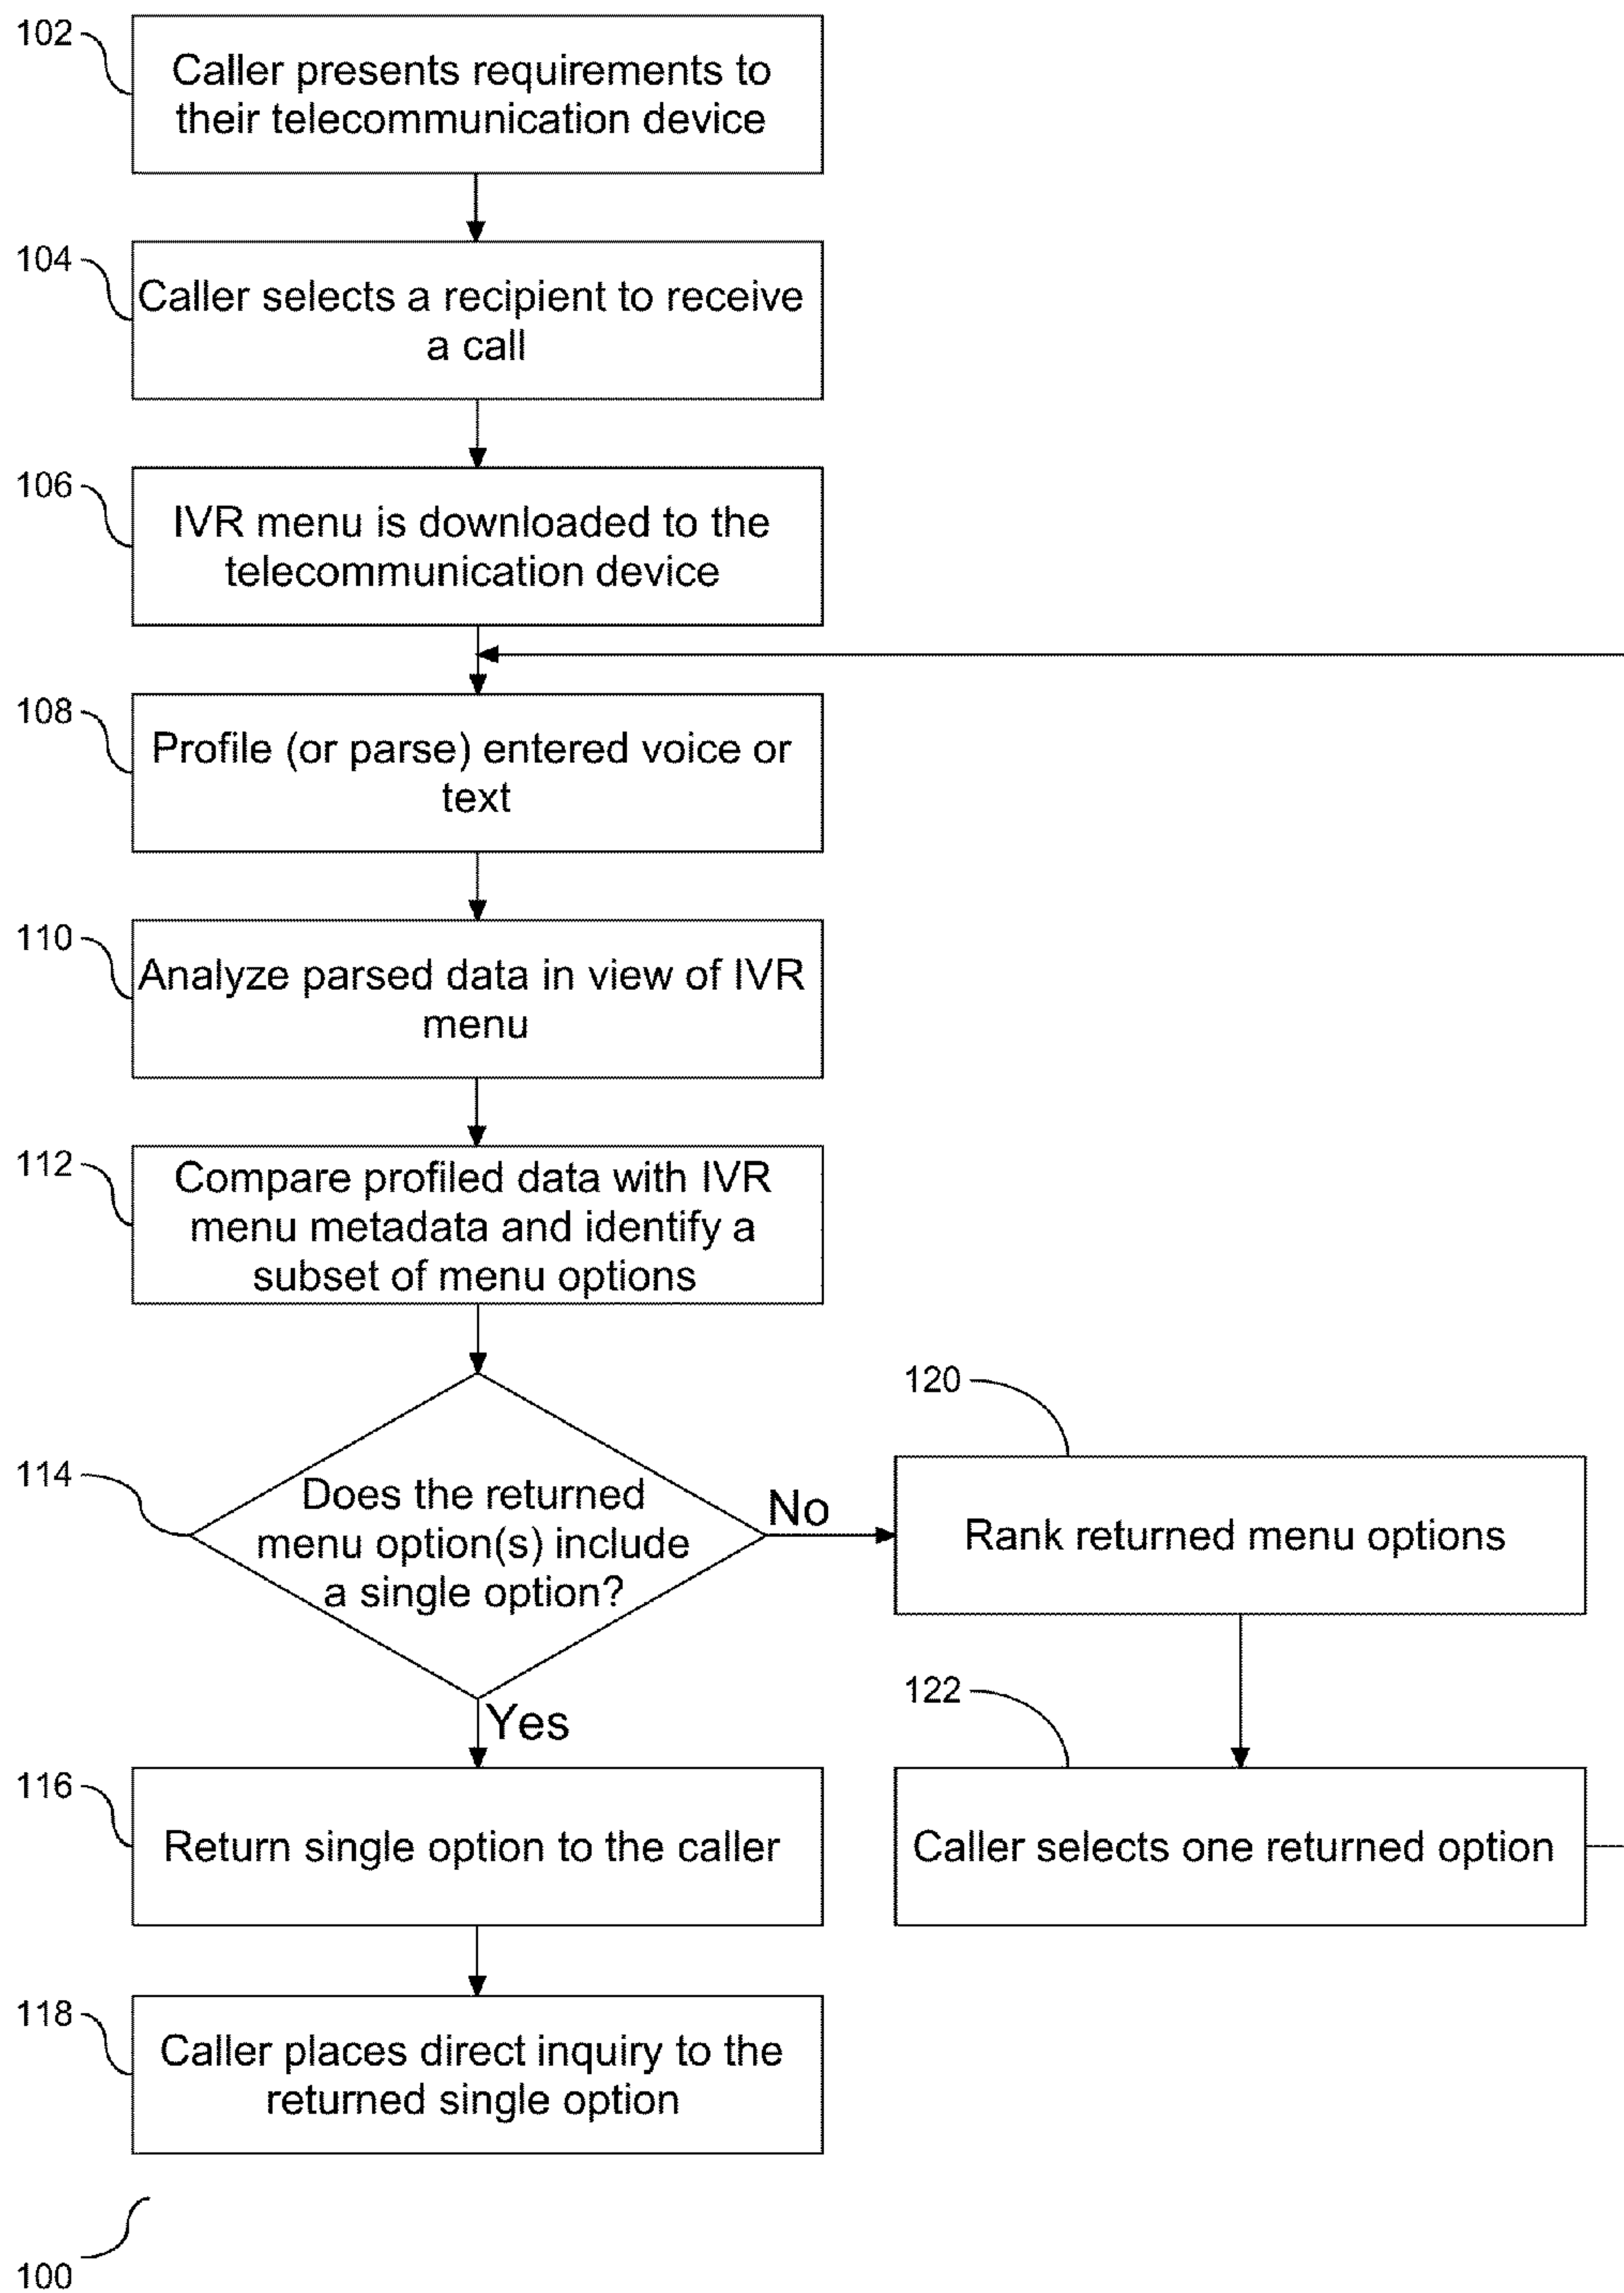 102
Caller presents requirements to
their telecommunication device
104
Caller selects a recipient to receive
a call
106
IVR menu is downloaded to the
telecommunication device
108
Profile (or parse) entered voice or
text
110
Analyze parsed data in view of IVR
menu
112
Compare profiled data with IVR
menu metadata and identify a
subset of menu options
114
Does the returned
menu option(s) include
a single option?
No
120
Rank returned menu options
Yes
122
Caller selects one returned option
116
Return single option to the caller
118
Caller places direct inquiry to the
returned single option
100